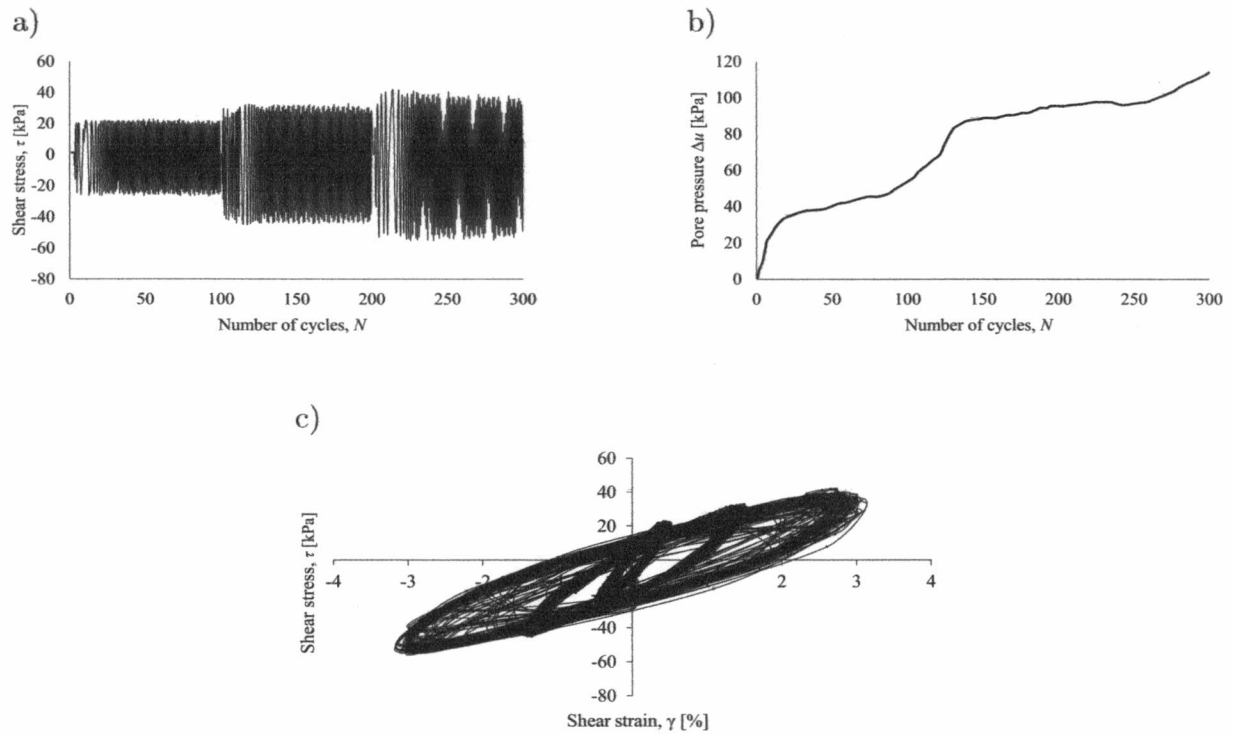 a)
60
40
20
0
-20
-40
-60
-80
Shear stress, τ [kPa]
0 50 100 150 200 250 300
Number of cycles, N
b)
120
100
80
60
40
20
0
Pore pressure Δu [kPa]
0 50 100 150 200 250 300
Number of cycles, N
c)
60
40
20
-40
-60
-80
Shear stress, τ [kPa]
-4 -3 -2 2 3 4
Shear strain, γ [%]